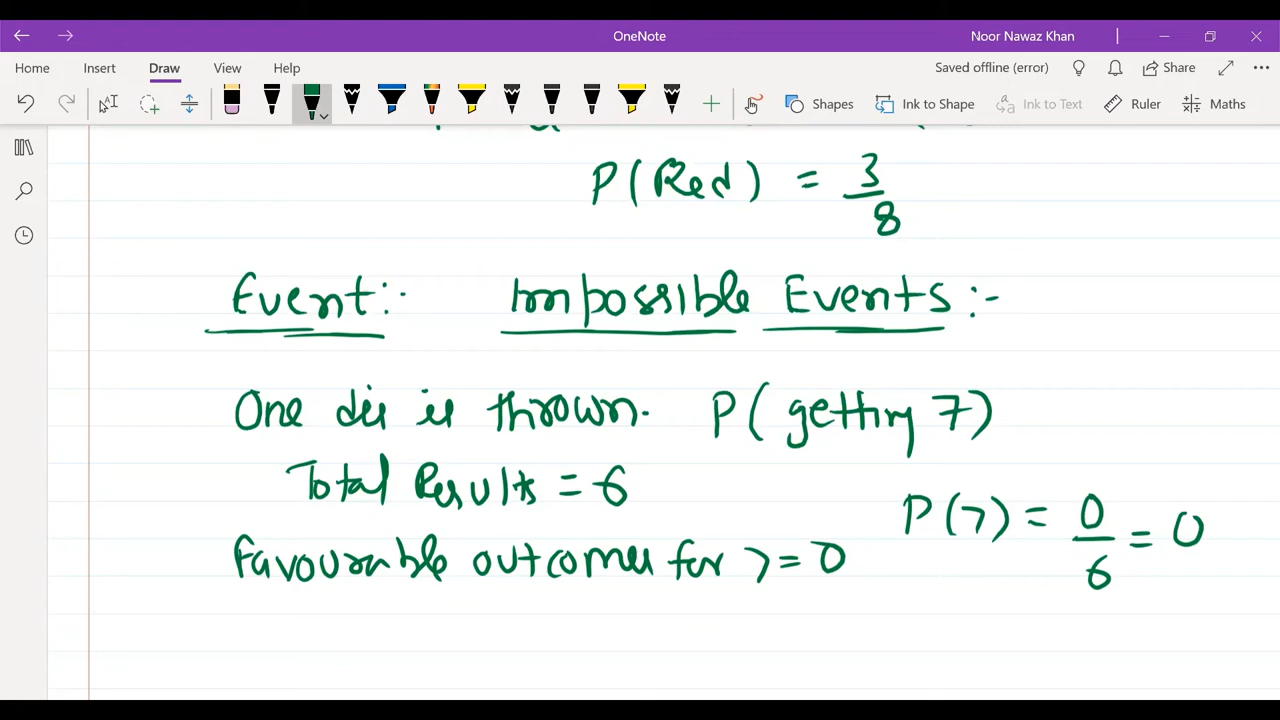 OneNote
Noor Nawaz Khan
Home Insert Draw View Help
Saved offline (error)
Share
Shapes
Ink to Shape
Ink to Text
Ruler
Maths
P(Red) = 3/8
Event:- Impossible Events:-
One die is thrown. P(getting 7)
Total Results = 6
P(7) = 0/6 = 0
Favourable outcomes for 7 = 0